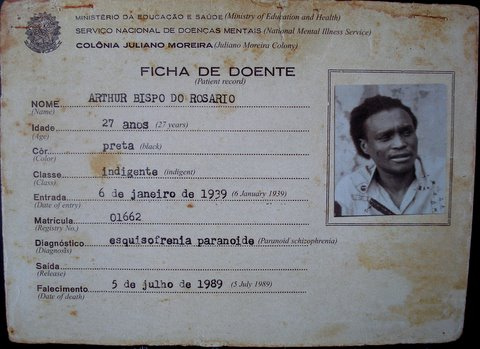 MINISTÉRIO DA EDUCAÇÃO E SAÚDE (Ministry of Education and Health)
SERVIÇO NACIONAL DE DOENÇAS MENTAIS (National Mental Illness Service)
COLÔNIA JULIANO MOREIRA (Juliano Moreira Colony)
FICHA DE DOENTE
(Patient record)
NOME ARTHUR BISPO DO ROSARIO
(Name)
Idade 27 anos (27 years)
(Age)
Côr preta (black)
(Color)
Classe indigente (indigent)
(Class)
Entrada 6 de janeiro de 1939 (6 January 1939)
(Date of entry)
Matrícula 01662
(Registry No.)
Diagnóstico esquisofrenia paranoide (Paranoid schizophrenia)
(Diagnosis)
Saída
(Release)
Falecimento 5 de julho de 1989 (5 July 1989)
(Date of death)